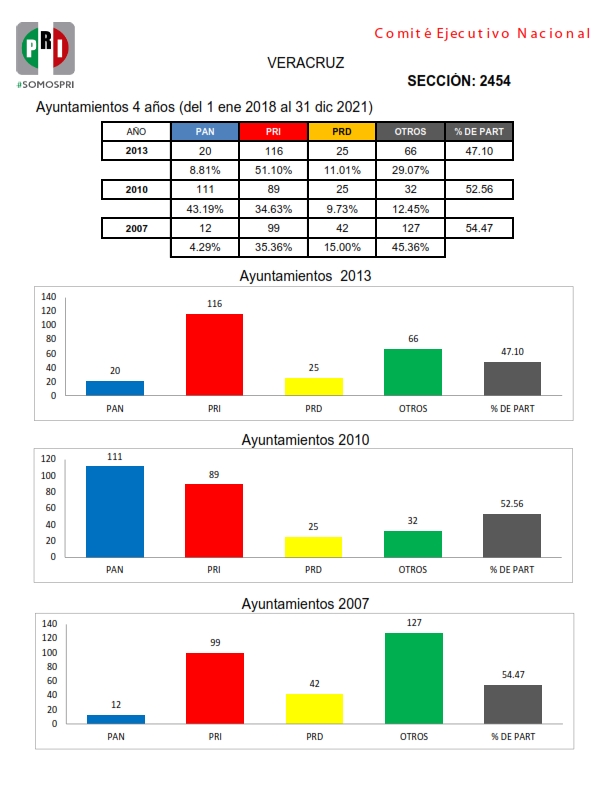 Comité Ejecutivo Nacional
PRI
#SOMOSPRI
VERACRUZ
SECCIÓN: 2454
Ayuntamientos 4 años (del 1 ene 2018 al 31 dic 2021)
AÑO PAN PRI PRD OTROS % DE PART
2013 20 116 25 66 47.10
8.81% 51.10% 11.01% 29.07%
2010 111 89 25 32 52.56
43.19% 34.63% 9.73% 12.45%
2007 12 99 42 127 54.47
4.29% 35.36% 15.00% 45.36%
Ayuntamientos 2013
140
120
100
80
60
40
20
0
20 116 25 66 47.10
PAN PRI PRD OTROS % DE PART
Ayuntamientos 2010
120
100
80
60
40
20
0
111 89 25 32 52.56
PAN PRI PRD OTROS % DE PART
Ayuntamientos 2007
140
120
100
80
60
40
20
0
12 99 42 127 54.47
PAN PRI PRD OTROS % DE PART